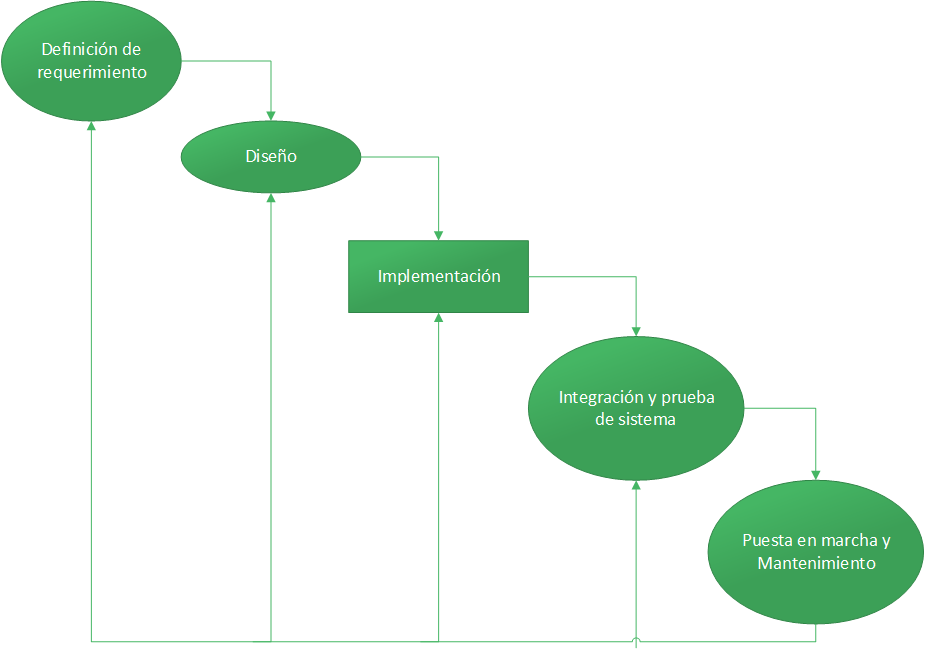 Definición de
requerimiento
Diseño
Implementación
Integración y prueba
de sistema
Puesta en marcha y
Mantenimiento